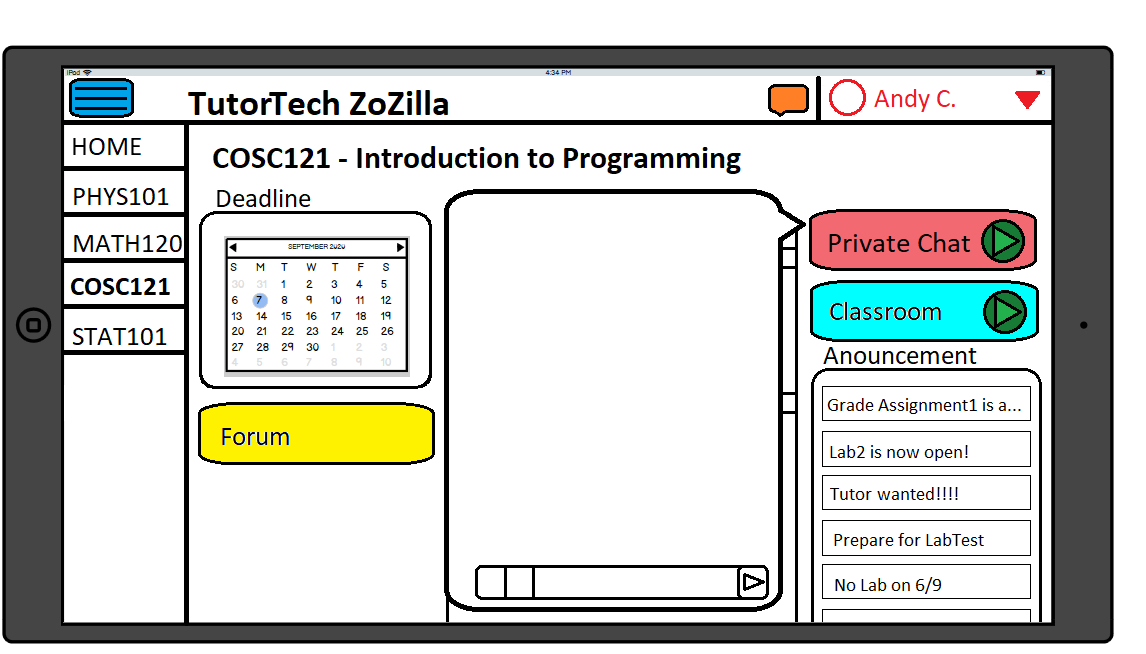 iPod
4:34 PM
TutorTech ZoZilla
Andy C.
HOME
PHYS101
MATH120
COSC121
STAT101
COSC121 - Introduction to Programming
Deadline
SEPTEMBER 2020
S M T W T F S
30 31 1 2 3 4 5
6 7 8 9 10 11 12
13 14 15 16 17 18 19
20 21 22 23 24 25 26
27 28 29 30 1 2 3
4 5 6 7 8 9 10
Forum
Private Chat
Classroom
Anouncement
Grade Assignment1 is a...
Lab2 is now open!
Tutor wanted!!!!
Prepare for LabTest
No Lab on 6/9